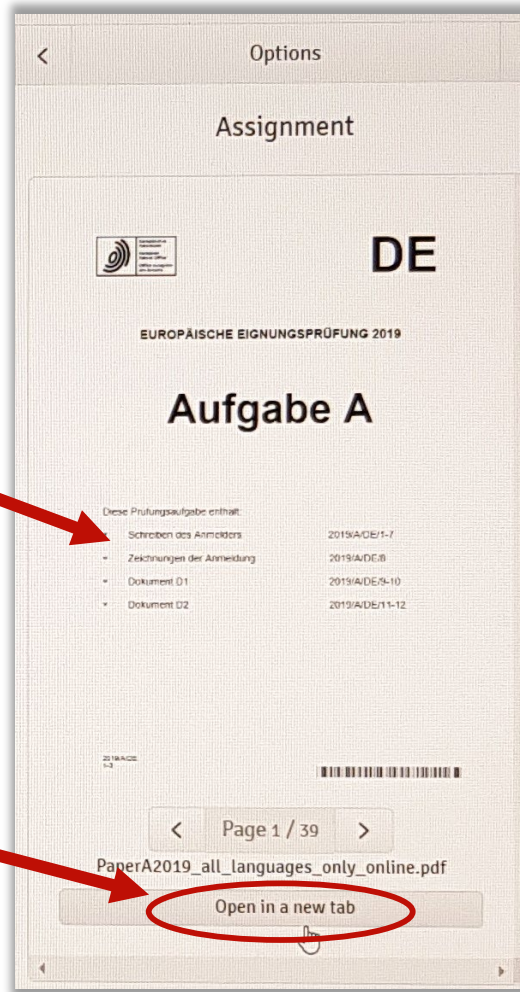 Options
Assignment
DE
EUROPÄISCHE EIGNUNGSPRÜFUNG 2019
Aufgabe A
Diese Prüfungsaufgabe enthält:
- Schreiben des Anmelders 2019/A/DE/1-7
- Zeichnungen der Anmeldung 2019/A/DE/8
- Dokument D1 2019/A/DE/9-10
- Dokument D2 2019/A/DE/11-12
< Page 1 / 39 >
PaperA2019_all_languages_only_online.pdf
Open in a new tab